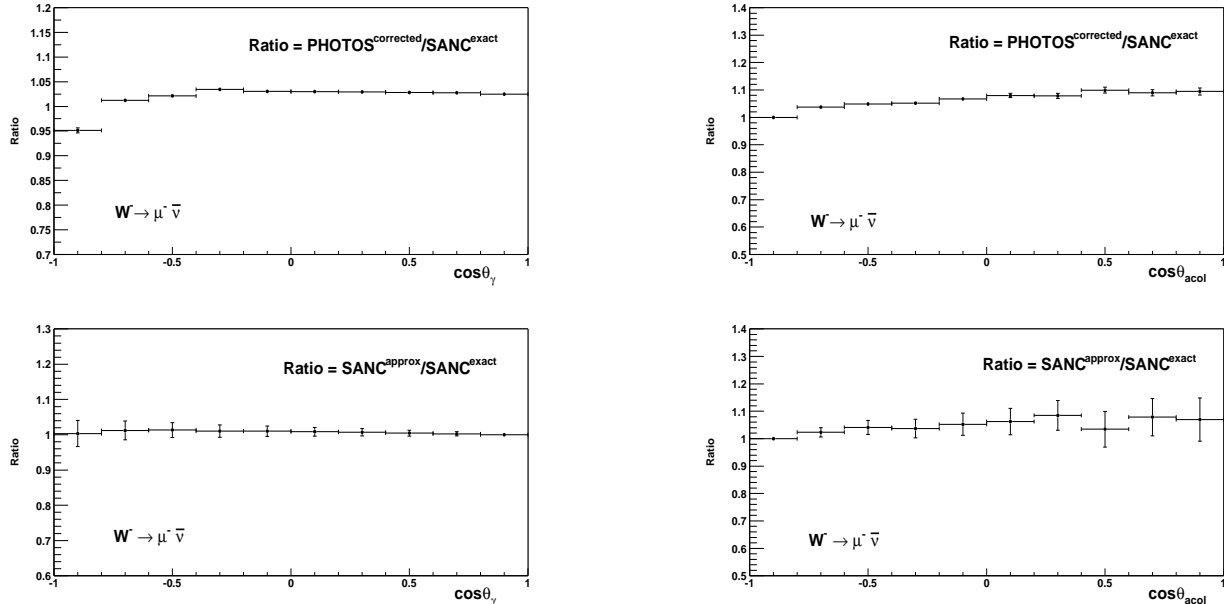 Ratio = PHOTOS^corrected/SANC^exact
Ratio
1.2
1.15
1.1
1.05
1
0.95
0.9
0.85
0.8
0.75
0.7
W⁻ → μ⁻ ν̅
-1 -0.5 0 0.5 1
cosθ_γ
Ratio = PHOTOS^corrected/SANC^exact
Ratio
1.4
1.3
1.2
1.1
1
0.9
0.8
0.7
0.6
0.5
W⁻ → μ⁻ ν̅
-1 -0.5 0 0.5 1
cosθ_acol
Ratio = SANC^approx/SANC^exact
Ratio
1.3
1.2
1.1
1
0.9
0.8
0.7
0.6
W⁻ → μ⁻ ν̅
-1 -0.5 0 0.5 1
cosθ_γ
Ratio = SANC^approx/SANC^exact
Ratio
1.4
1.3
1.2
1.1
1
0.9
0.8
0.7
0.6
0.5
W⁻ → μ⁻ ν̅
-1 -0.5 0 0.5 1
cosθ_acol